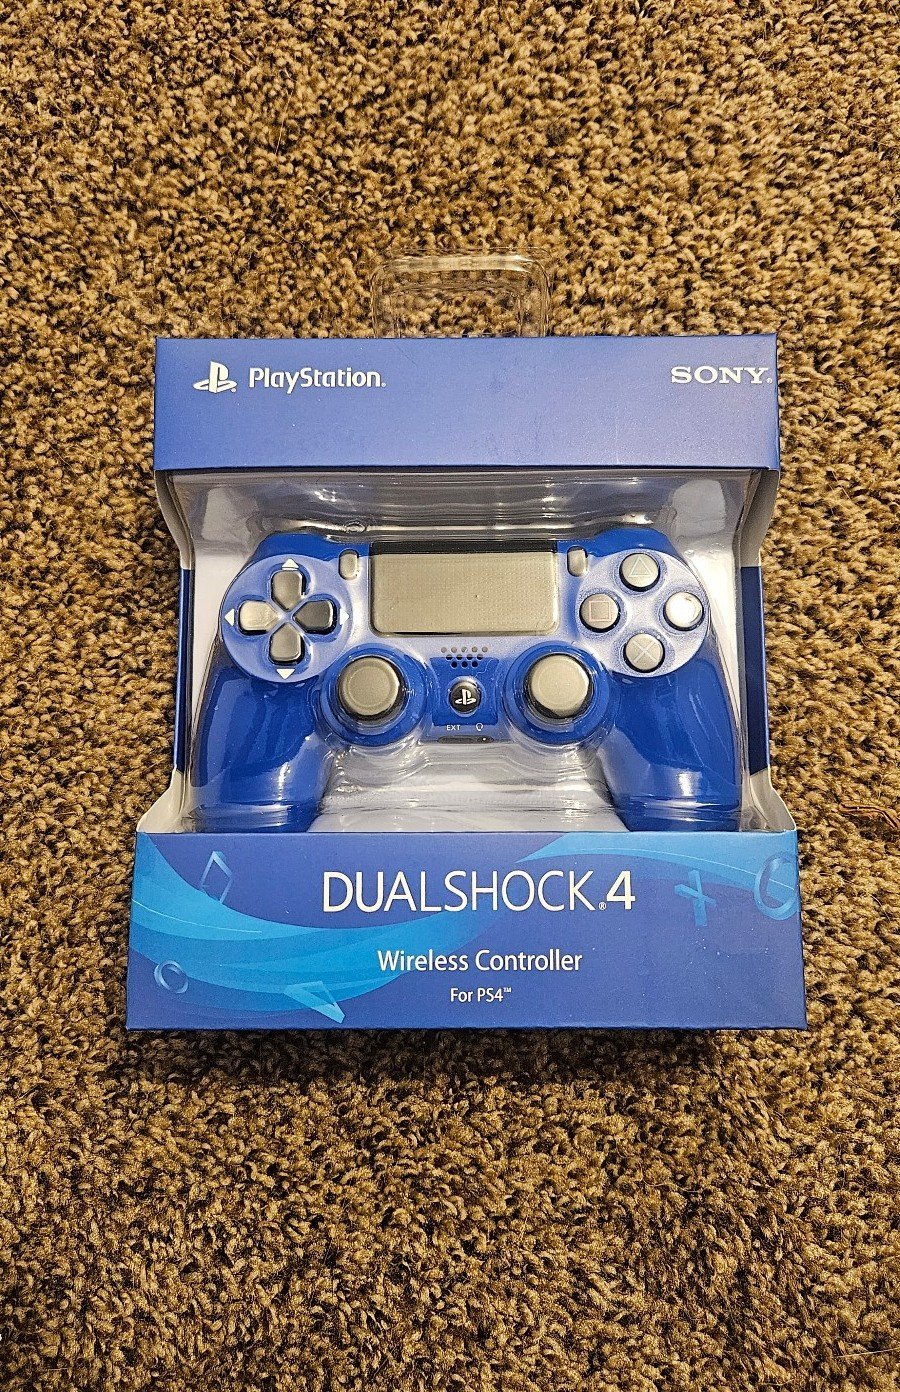 PlayStation®
SONY®
EXT
DUALSHOCK®4
Wireless Controller
For PS4™